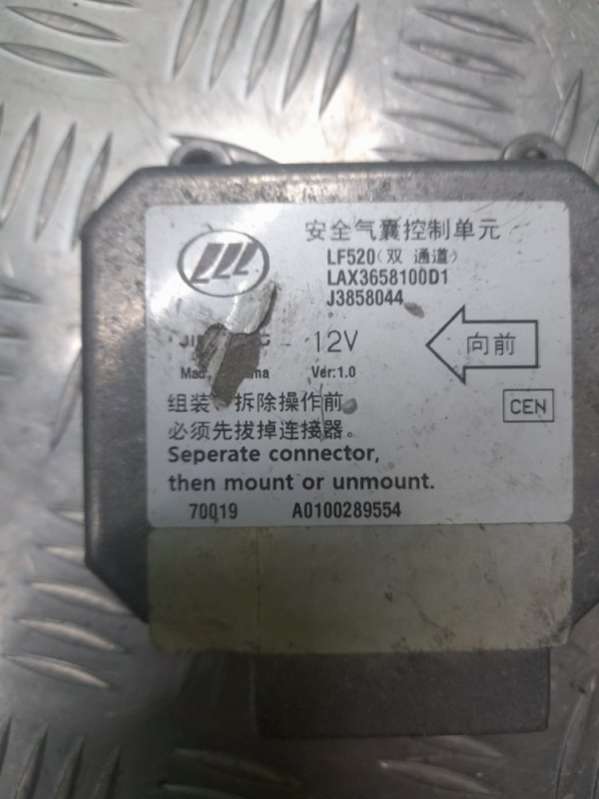 安全气囊控制单元
LF520(双 通道)
LAX3658100D1
J3858044
12V
向前
Ver:1.0
CEN
组装、拆除操作前,
必须先拔掉连接器。
Seperate connector,
then mount or unmount.
70019 A0100289554